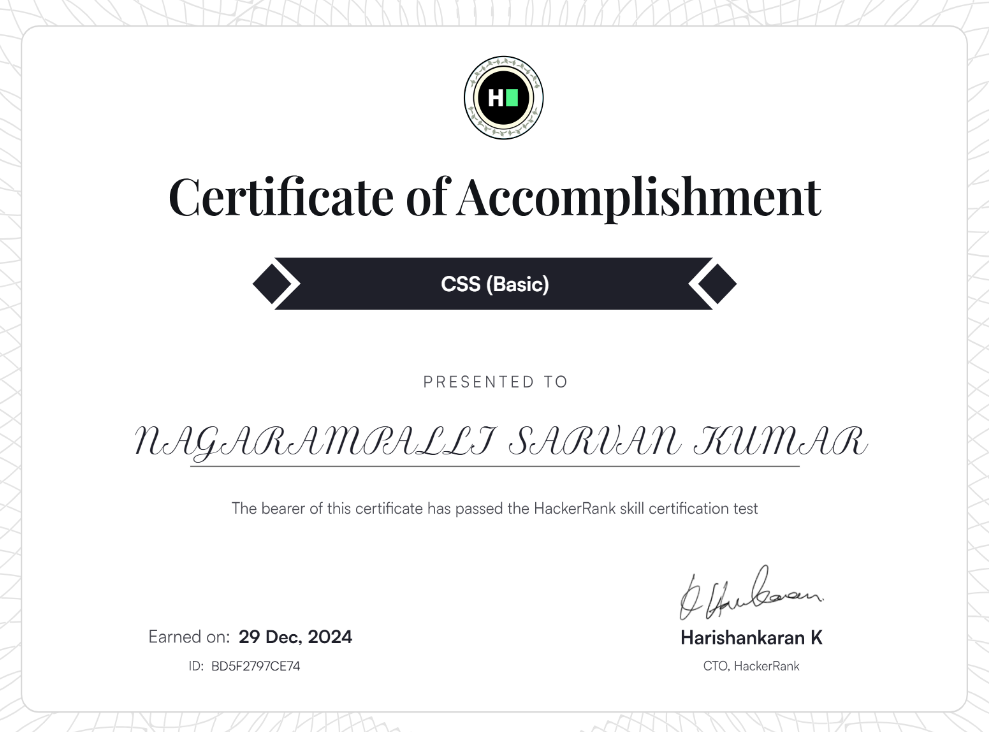 H
Certificate of Accomplishment
CSS (Basic)
PRESENTED TO
NAGARAMPALLI SARVAN KUMAR
The bearer of this certificate has passed the HackerRank skill certification test
Earned on: 29 Dec, 2024
ID: BD5F2797CE74
Harishankaran K
CTO, HackerRank